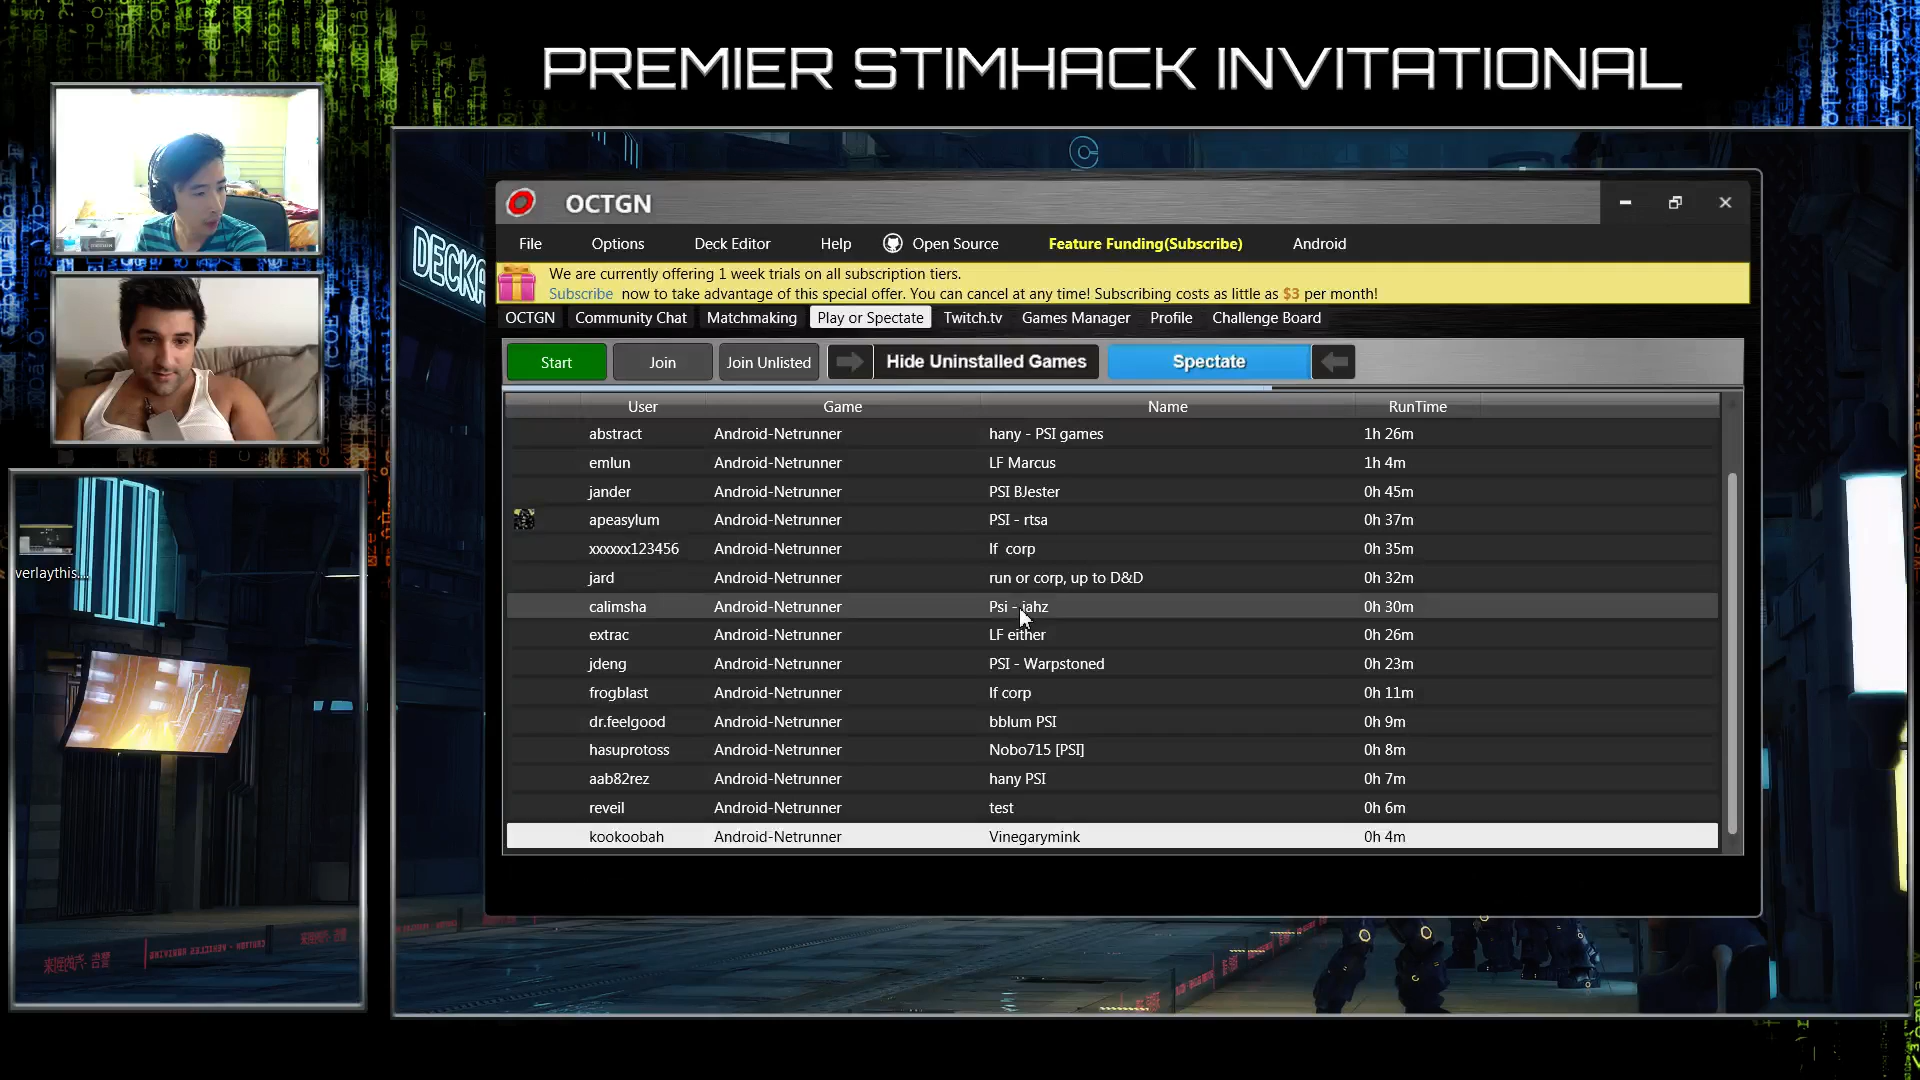 PREMIER STIMHACK INVITATIONAL
DECKA
OCTGN
File Options Deck Editor Help Open Source Feature Funding(Subscribe) Android
We are currently offering 1 week trials on all subscription tiers.
Subscribe now to take advantage of this special offer. You can cancel at any time! Subscribing costs as little as $3 per month!
OCTGN Community Chat Matchmaking Play or Spectate Twitch.tv Games Manager Profile Challenge Board
Start Join Join Unlisted Hide Uninstalled Games Spectate
User Game Name RunTime
abstract Android-Netrunner hany - PSI games 1h 26m
emlun Android-Netrunner LF Marcus 1h 4m
jander Android-Netrunner PSI BJester 0h 45m
apeasylum Android-Netrunner PSI - rtsa 0h 37m
xxxxxx123456 Android-Netrunner lf corp 0h 35m
jard Android-Netrunner run or corp, up to D&D 0h 32m
calimsha Android-Netrunner Psi - jahz 0h 30m
extrac Android-Netrunner LF either 0h 26m
jdeng Android-Netrunner PSI - Warpstoned 0h 23m
frogblast Android-Netrunner lf corp 0h 11m
dr.feelgood Android-Netrunner bblum PSI 0h 9m
hasuprotoss Android-Netrunner Nobo715 [PSI] 0h 8m
aab82rez Android-Netrunner hany PSI 0h 7m
reveil Android-Netrunner test 0h 6m
kookoobah Android-Netrunner Vinegarymink 0h 4m
verlaythis....